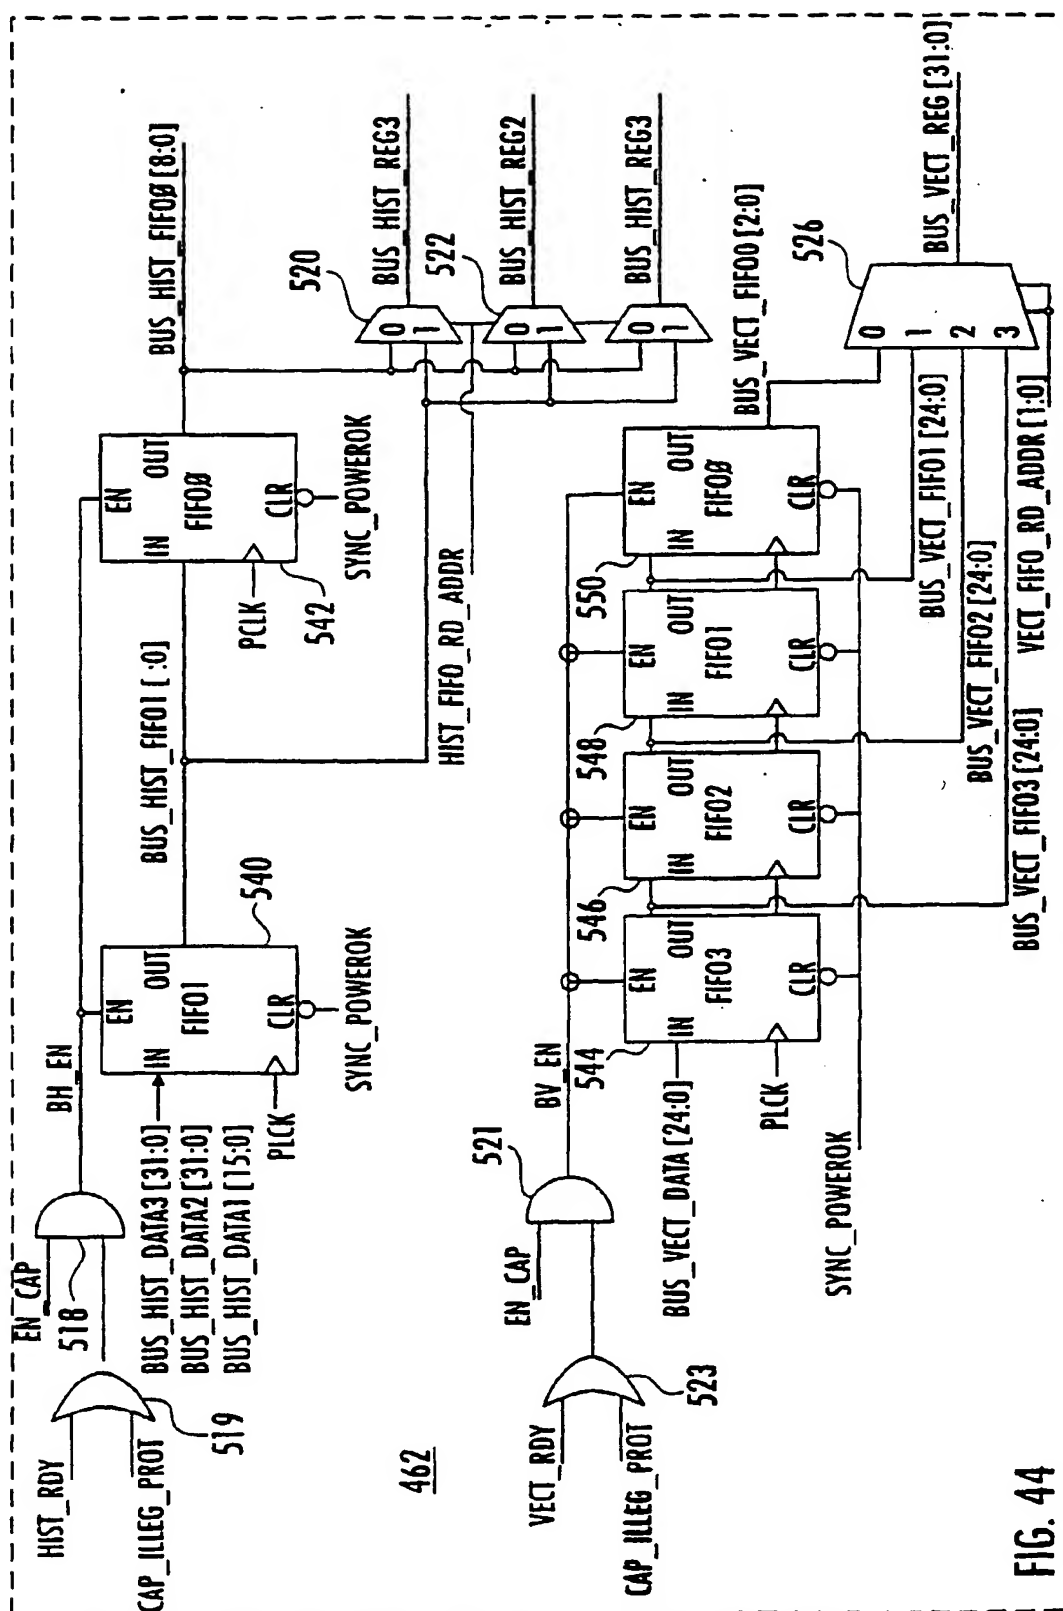 HIST_RDY
CAP_ILLEG_PROT
519
EN_CAP
518
BH_EN
BUS_HIST_DATA3 [31:0]
BUS_HIST_DATA2 [31:0]
BUS_HIST_DATA1 [15:0]
PLCK
EN
IN
OUT
FIFO1
CLR
540
SYNC_POWEROK
BUS_HIST_FIFO1 [:0]
EN
IN
OUT
FIFOØ
CLR
PCLK
542
SYNC_POWEROK
BUS_HIST_FIFOØ [8:0]
HIST_FIFO_RD_ADDR
520
0
1
BUS_HIST_REG3
522
0
1
BUS_HIST_REG2
0
1
BUS_HIST_REG3
462
VECT_RDY
CAP_ILLEG_PROT
523
EN_CAP
521
BV_EN
BUS_VECT_DATA [24:0]
PLCK
SYNC_POWEROK
544
EN
IN
OUT
FIFO3
CLR
546
EN
IN
OUT
FIFO2
CLR
548
EN
IN
OUT
FIFO1
CLR
550
EN
IN
OUT
FIFOØ
CLR
BUS_VECT_FIFO0 [2:0]
BUS_VECT_FIFO1 [24:0]
BUS_VECT_FIFO2 [24:0]
BUS_VECT_FIFO3 [24:0]
VECT_FIFO_RD_ADDR [1:0]
526
0
1
2
3
BUS_VECT_REG [31:0]
FIG. 44